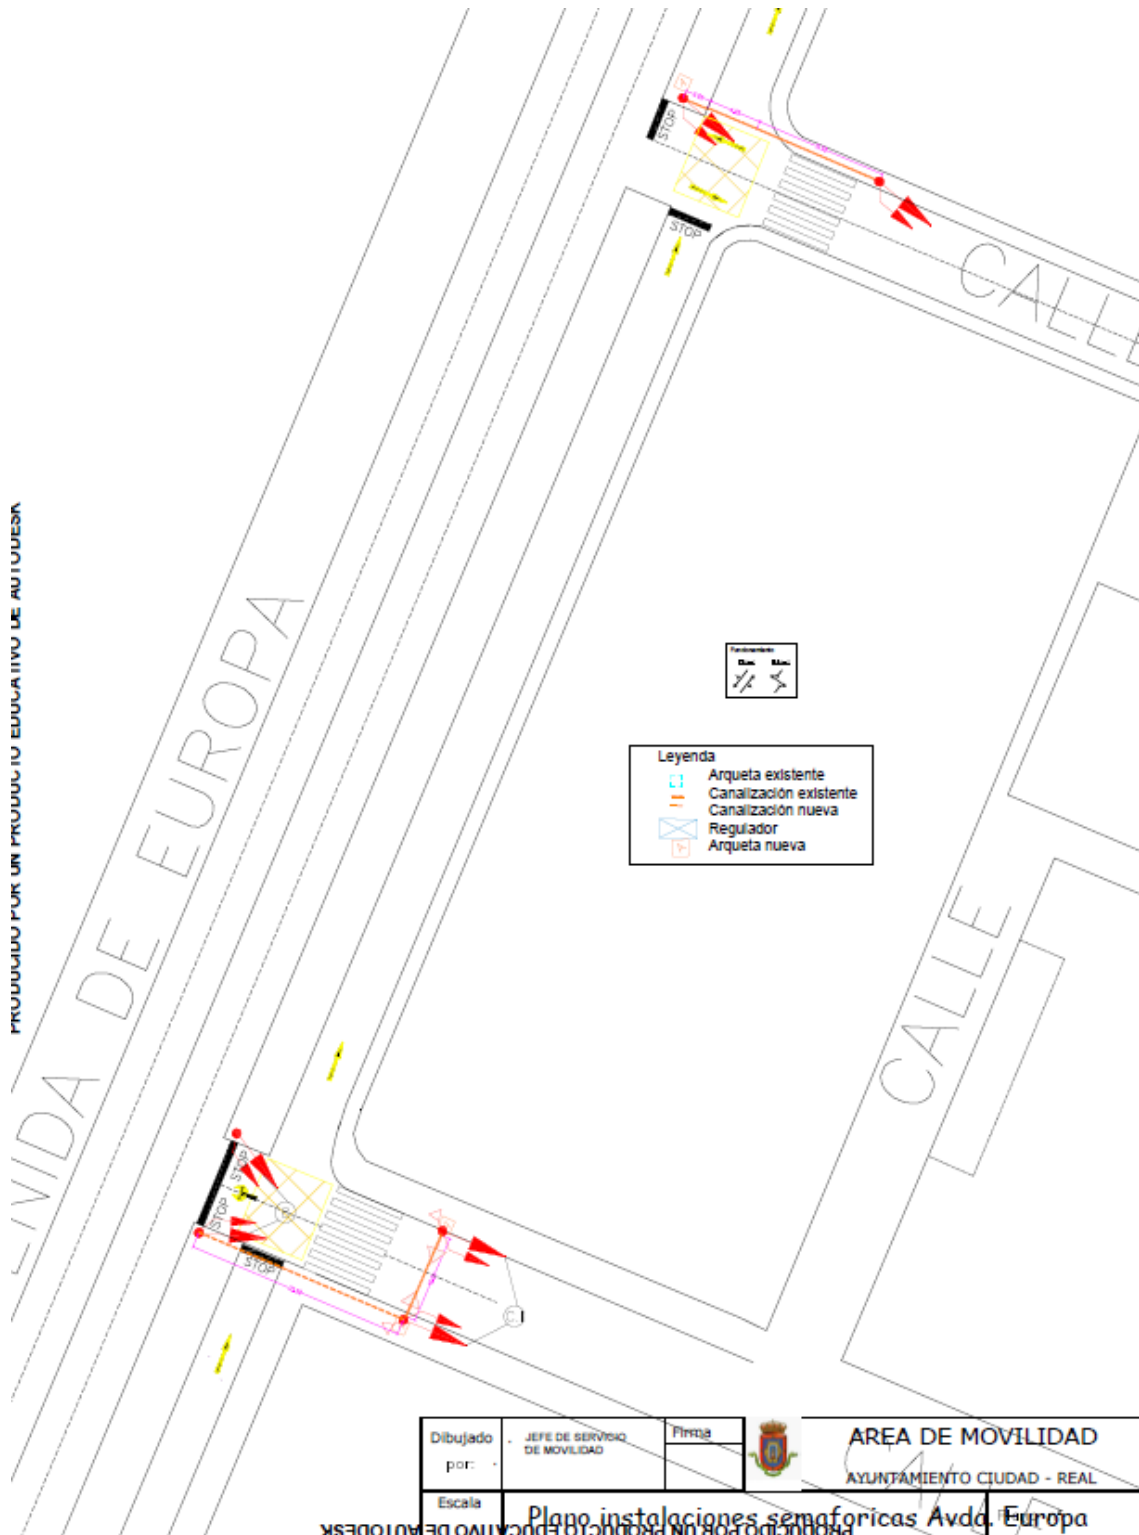 STOP
STOP
CALLE
PRODUCIDO POR UN PRODUCTO EDUCATIVO DE AUTODESK
ENIDA DE EUROPA
Funcionamiento
Leyenda
Arqueta existente
Canalización existente
Canalización nueva
Regulador
Arqueta nueva
CALLE
STOP
STOP
STOP
Dibujado
por:
JEFE DE SERVICIO
DE MOVILIDAD
Firma
AREA DE MOVILIDAD
AYUNTAMIENTO CIUDAD - REAL
Escala
Plano instalaciones semaforicas Avda. Europa
PRODUCIDO POR UN PRODUCTO EDUCATIVO DE AUTODESK